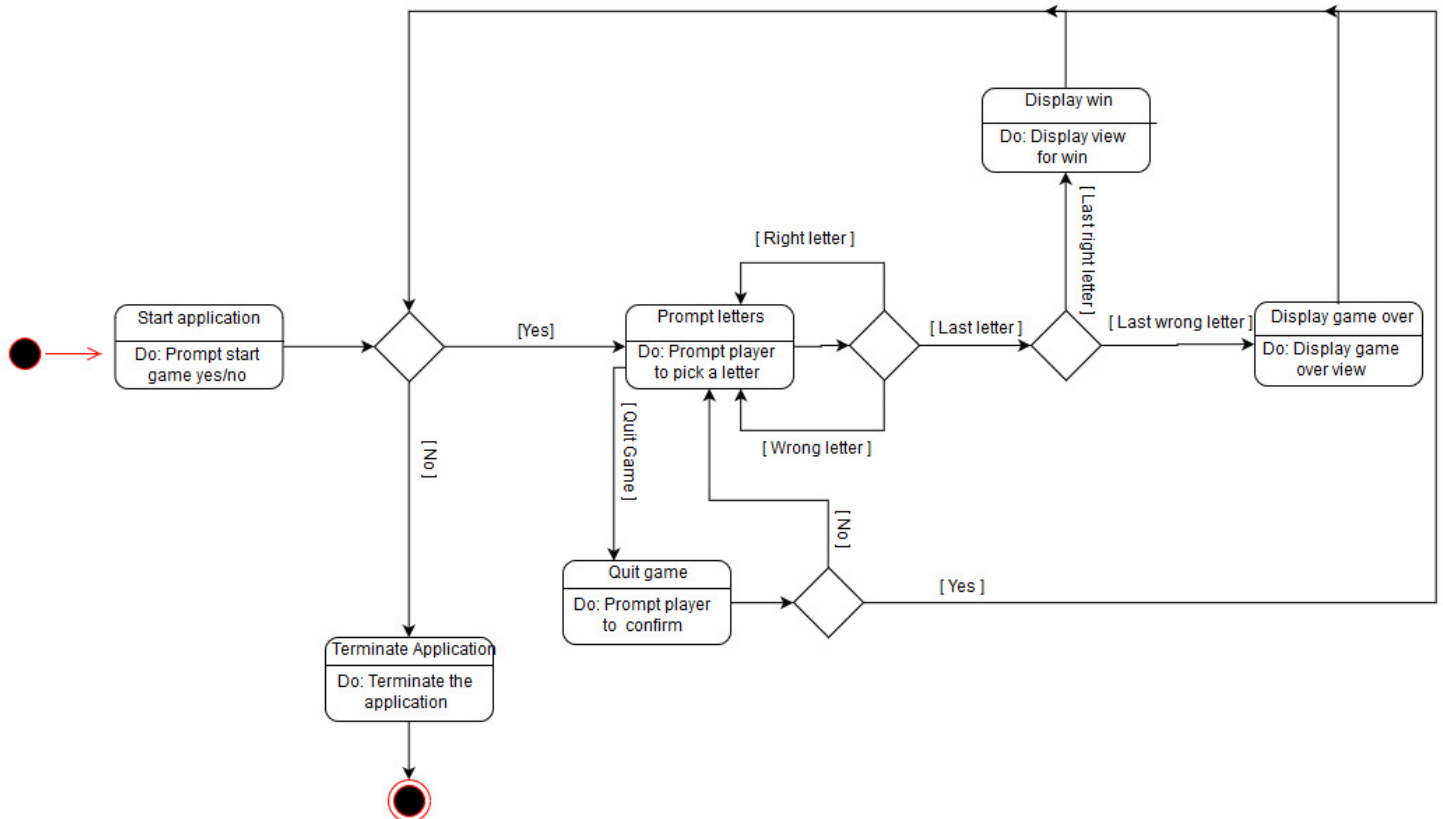 Display win
Do: Display view
for win
[ Last right letter ]
[ Right letter ]
Start application
Do: Prompt start
game yes/no
[Yes]
Prompt letters
Do: Prompt player
to pick a letter
[ Last letter ]
[ Last wrong letter ]
Display game over
Do: Display game
over view
[ No ]
[ Quit Game ]
[ Wrong letter ]
[ No ]
Quit game
Do: Prompt player
to confirm
[ Yes ]
Terminate Application
Do: Terminate the
application